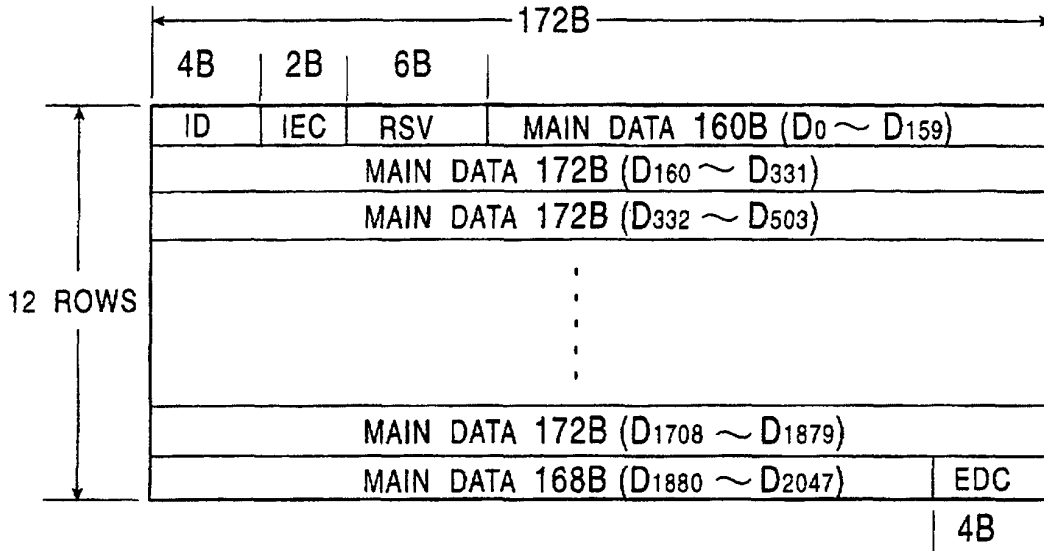 172B
4B 2B 6B
ID IEC RSV MAIN DATA 160B (D0 ~ D159)
MAIN DATA 172B (D160 ~ D331)
MAIN DATA 172B (D332 ~ D503)
12 ROWS
MAIN DATA 172B (D1708 ~ D1879)
MAIN DATA 168B (D1880 ~ D2047) EDC
4B